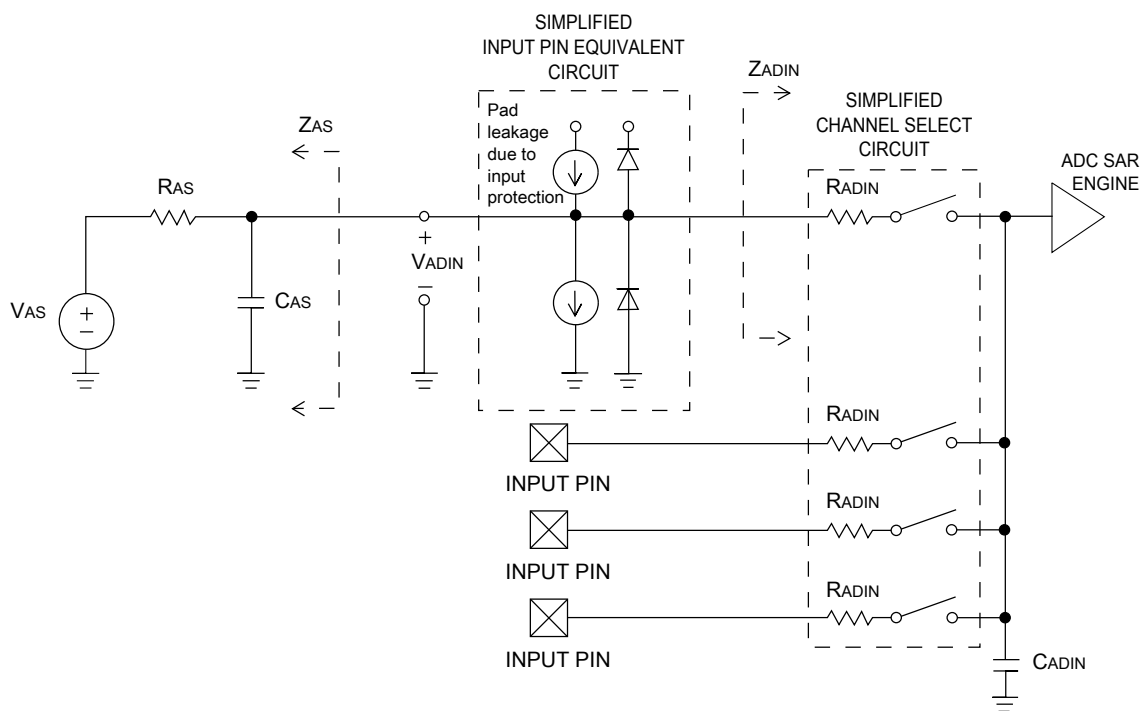 SIMPLIFIED
INPUT PIN EQUIVALENT
CIRCUIT
ZADIN
SIMPLIFIED
CHANNEL SELECT
CIRCUIT
Pad
leakage
due to
input
protection
ZAS
RAS
RADIN
ADC SAR
ENGINE
+
VADIN
–
VAS
+
–
CAS
RADIN
INPUT PIN
RADIN
INPUT PIN
RADIN
INPUT PIN
CADIN